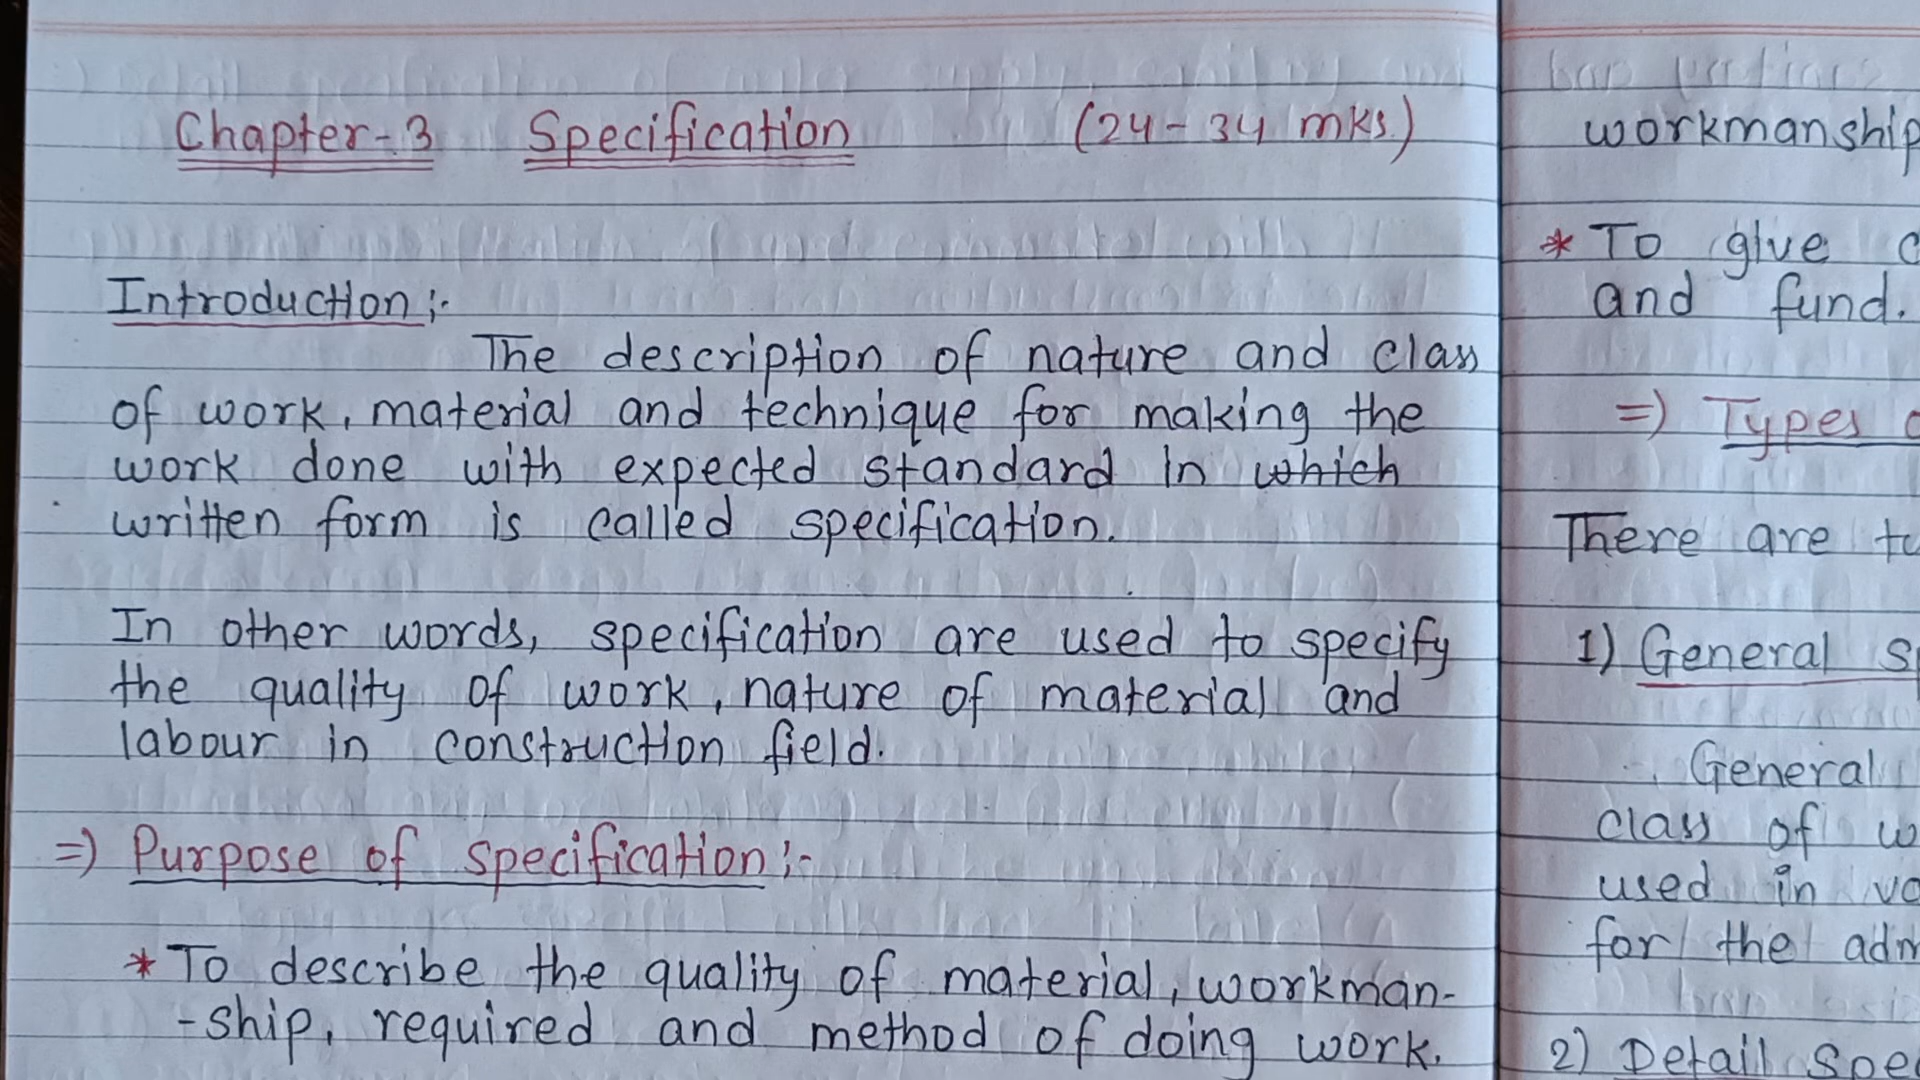 Chapter-3 Specification (24-34 mks.)
Introduction :-
The description of nature and class
of work, material and technique for making the
work done with expected standard in which
written form is called specification.
In other words, specification are used to specify
the quality of work, nature of material and
labour in construction field.
=) Purpose of specification :-
* To describe the quality of material, workman-
-ship, required and method of doing work.
workmanship
* To give
and fund.
=) Types
There are
1) General
General
class of
used in
for the
2) Detail